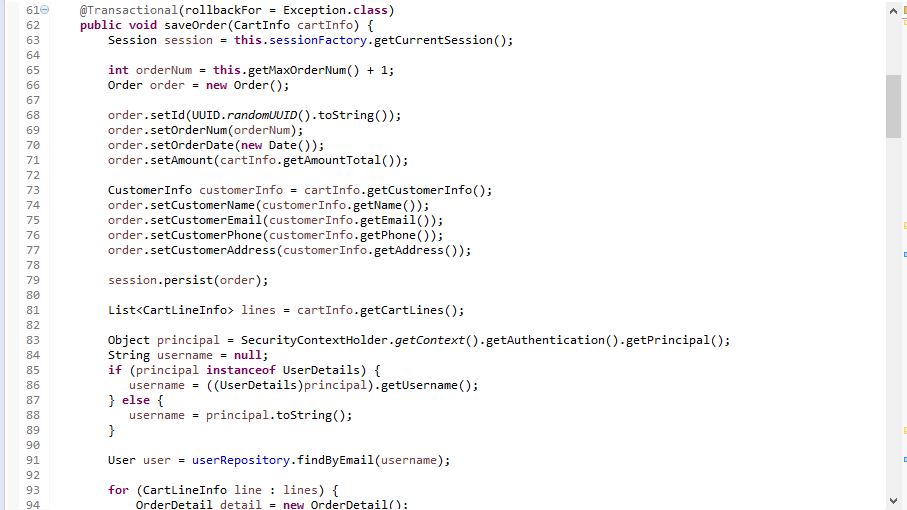 61 @Transactional(rollbackFor = Exception.class)
62 public void saveOrder(CartInfo cartInfo) {
63 Session session = this.sessionFactory.getCurrentSession();
64
65 int orderNum = this.getMaxOrderNum() + 1;
66 Order order = new Order();
67
68 order.setId(UUID.randomUUID().toString());
69 order.setOrderNum(orderNum);
70 order.setOrderDate(new Date());
71 order.setAmount(cartInfo.getAmountTotal());
72
73 CustomerInfo customerInfo = cartInfo.getCustomerInfo();
74 order.setCustomerName(customerInfo.getName());
75 order.setCustomerEmail(customerInfo.getEmail());
76 order.setCustomerPhone(customerInfo.getPhone());
77 order.setCustomerAddress(customerInfo.getAddress());
78
79 session.persist(order);
80
81 List<CartLineInfo> lines = cartInfo.getCartLines();
82
83 Object principal = SecurityContextHolder.getContext().getAuthentication().getPrincipal();
84 String username = null;
85 if (principal instanceof UserDetails) {
86 username = ((UserDetails)principal).getUsername();
87 } else {
88 username = principal.toString();
89 }
90
91 User user = userRepository.findByEmail(username);
92
93 for (CartLineInfo line : lines) {
94 OrderDetail detail = new OrderDetail();